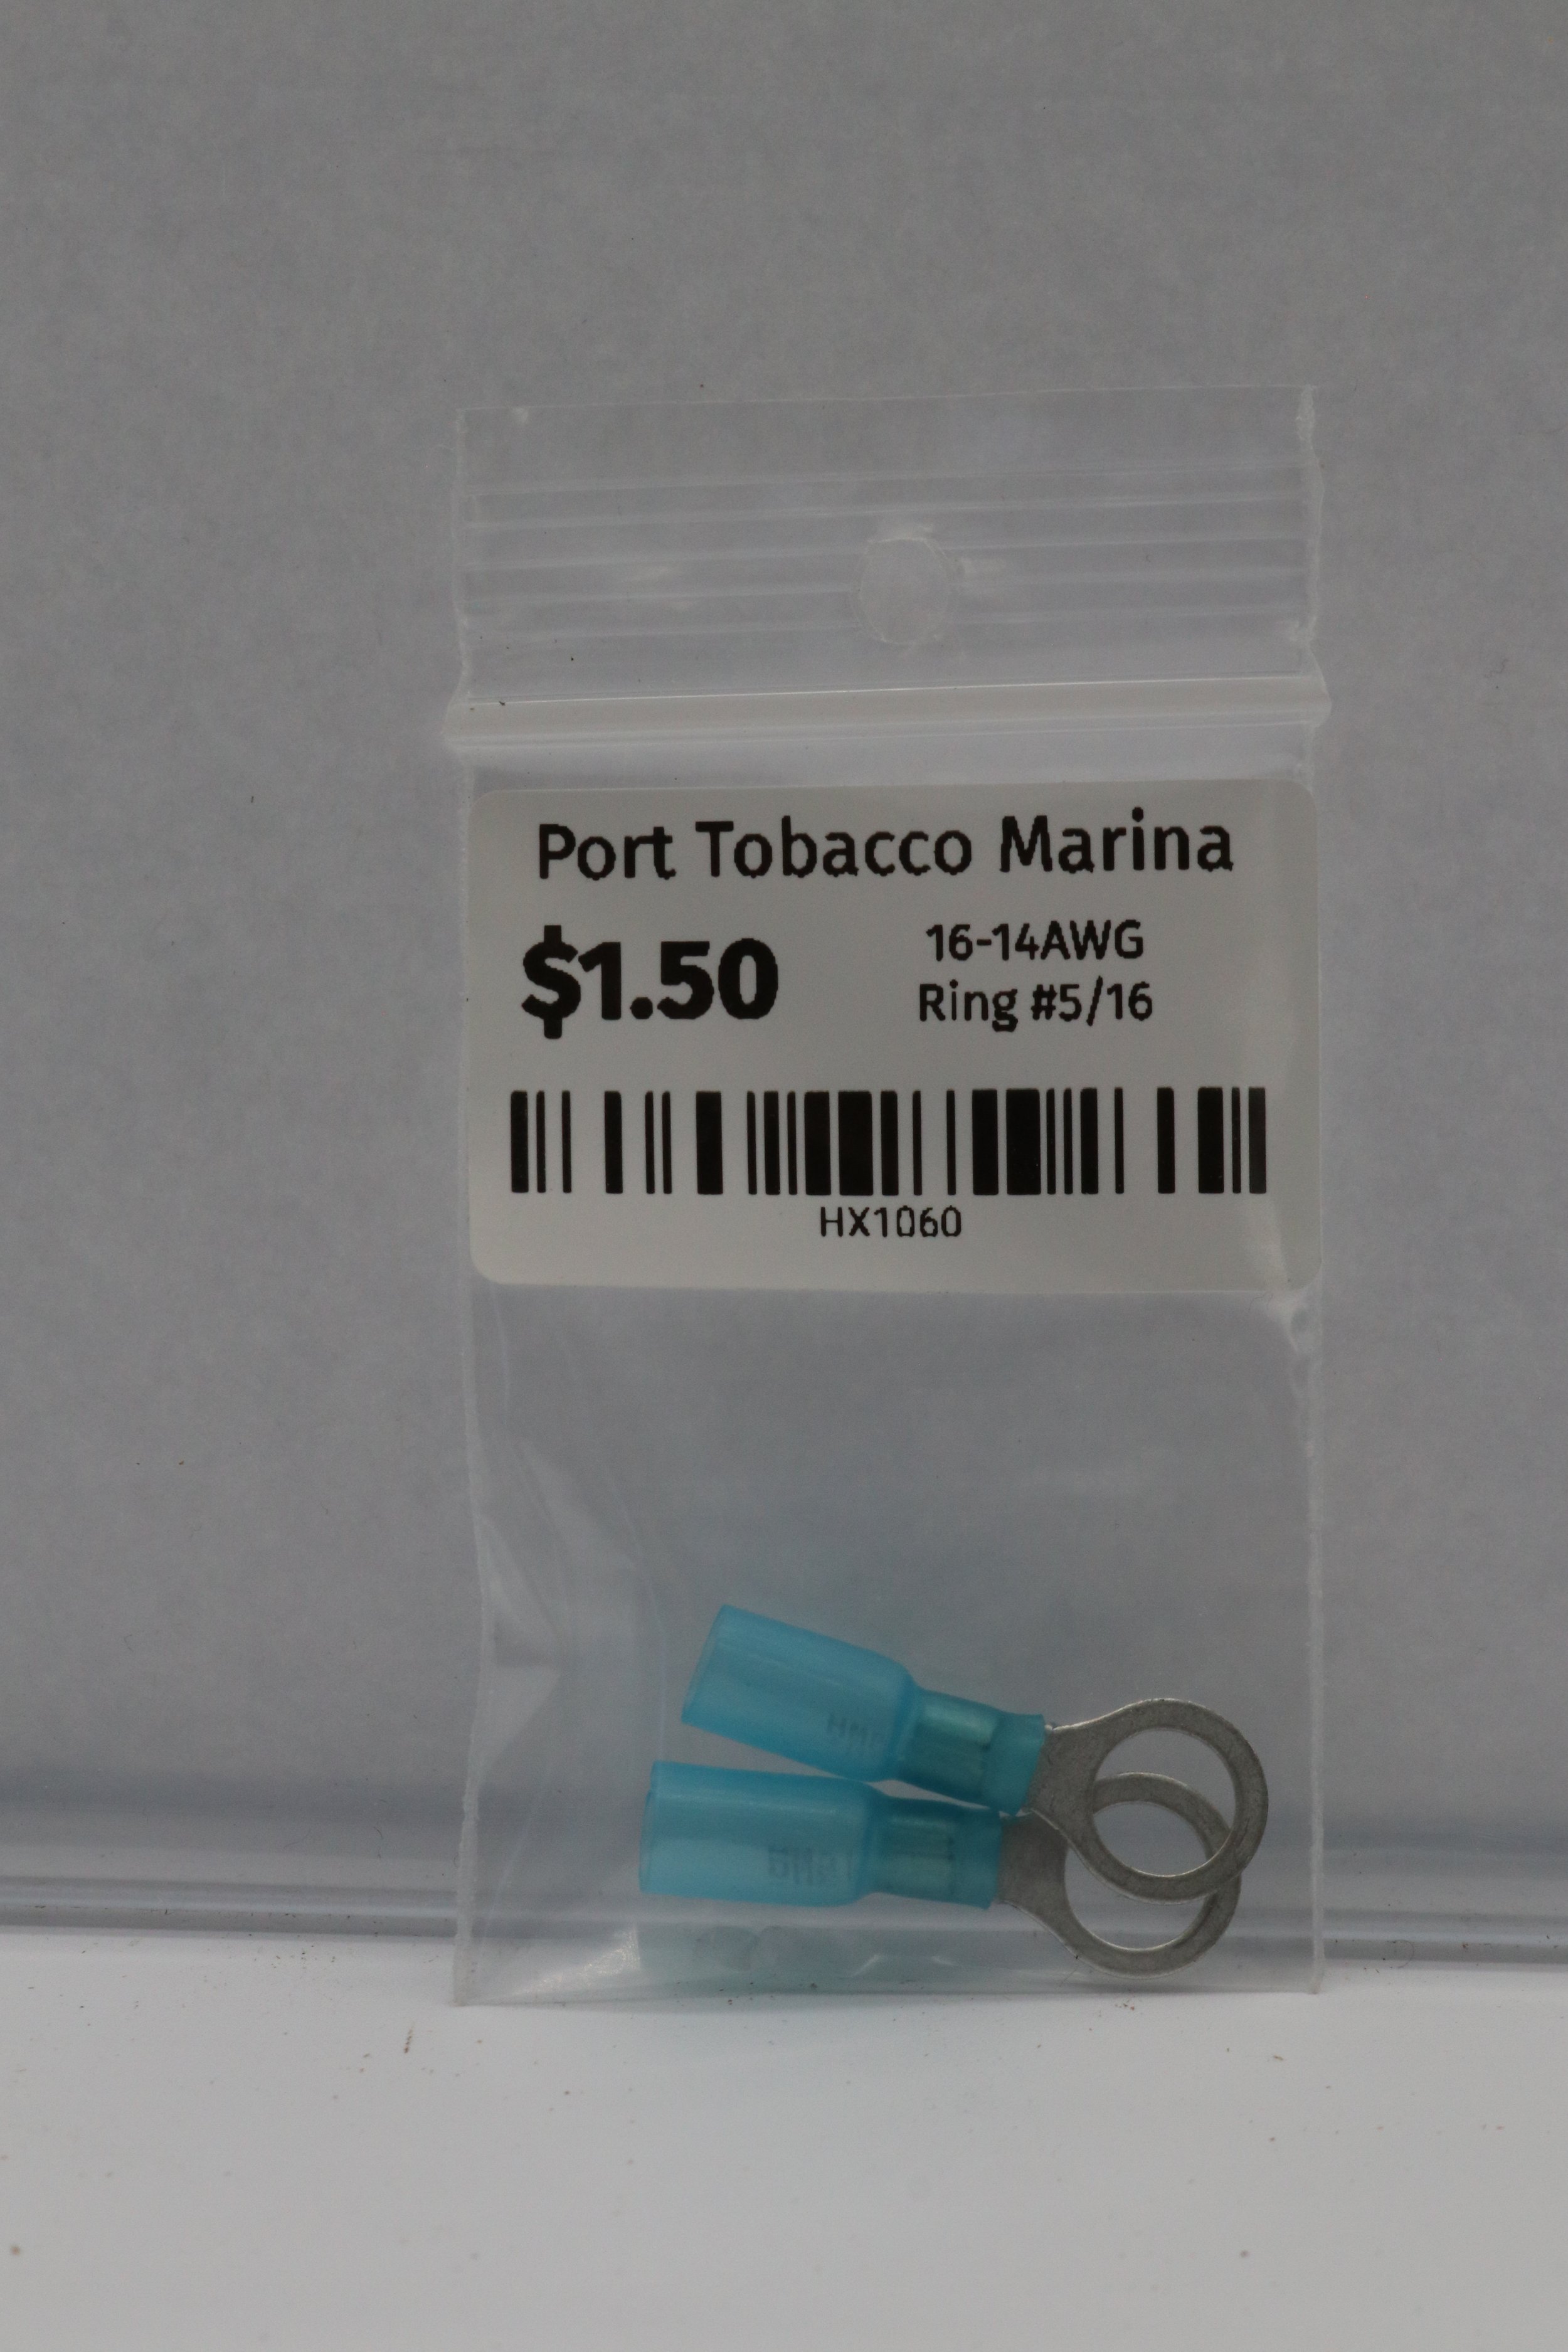 Port Tobacco Marina
$1.50
16-14AWG
Ring #5/16
HX1060